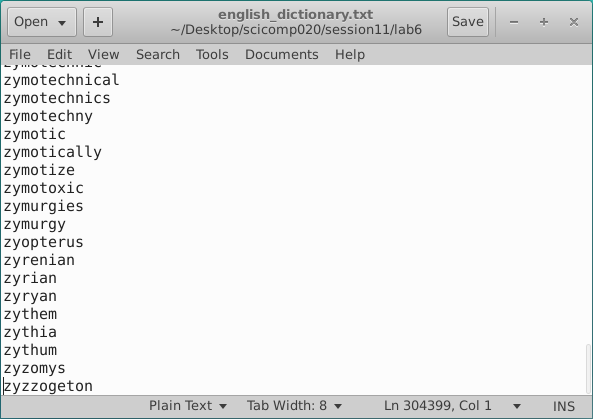 Open
+
english_dictionary.txt
~/Desktop/scicomp020/session11/lab6
Save
File Edit View Search Tools Documents Help
zymotechnic
zymotechnical
zymotechnics
zymotechny
zymotic
zymotically
zymotize
zymotoxic
zymurgies
zymurgy
zyopterus
zyrenian
zyrian
zyryan
zythem
zythia
zythum
zyzomys
zyzzogeton
Plain Text Tab Width: 8 Ln 304399, Col 1 INS